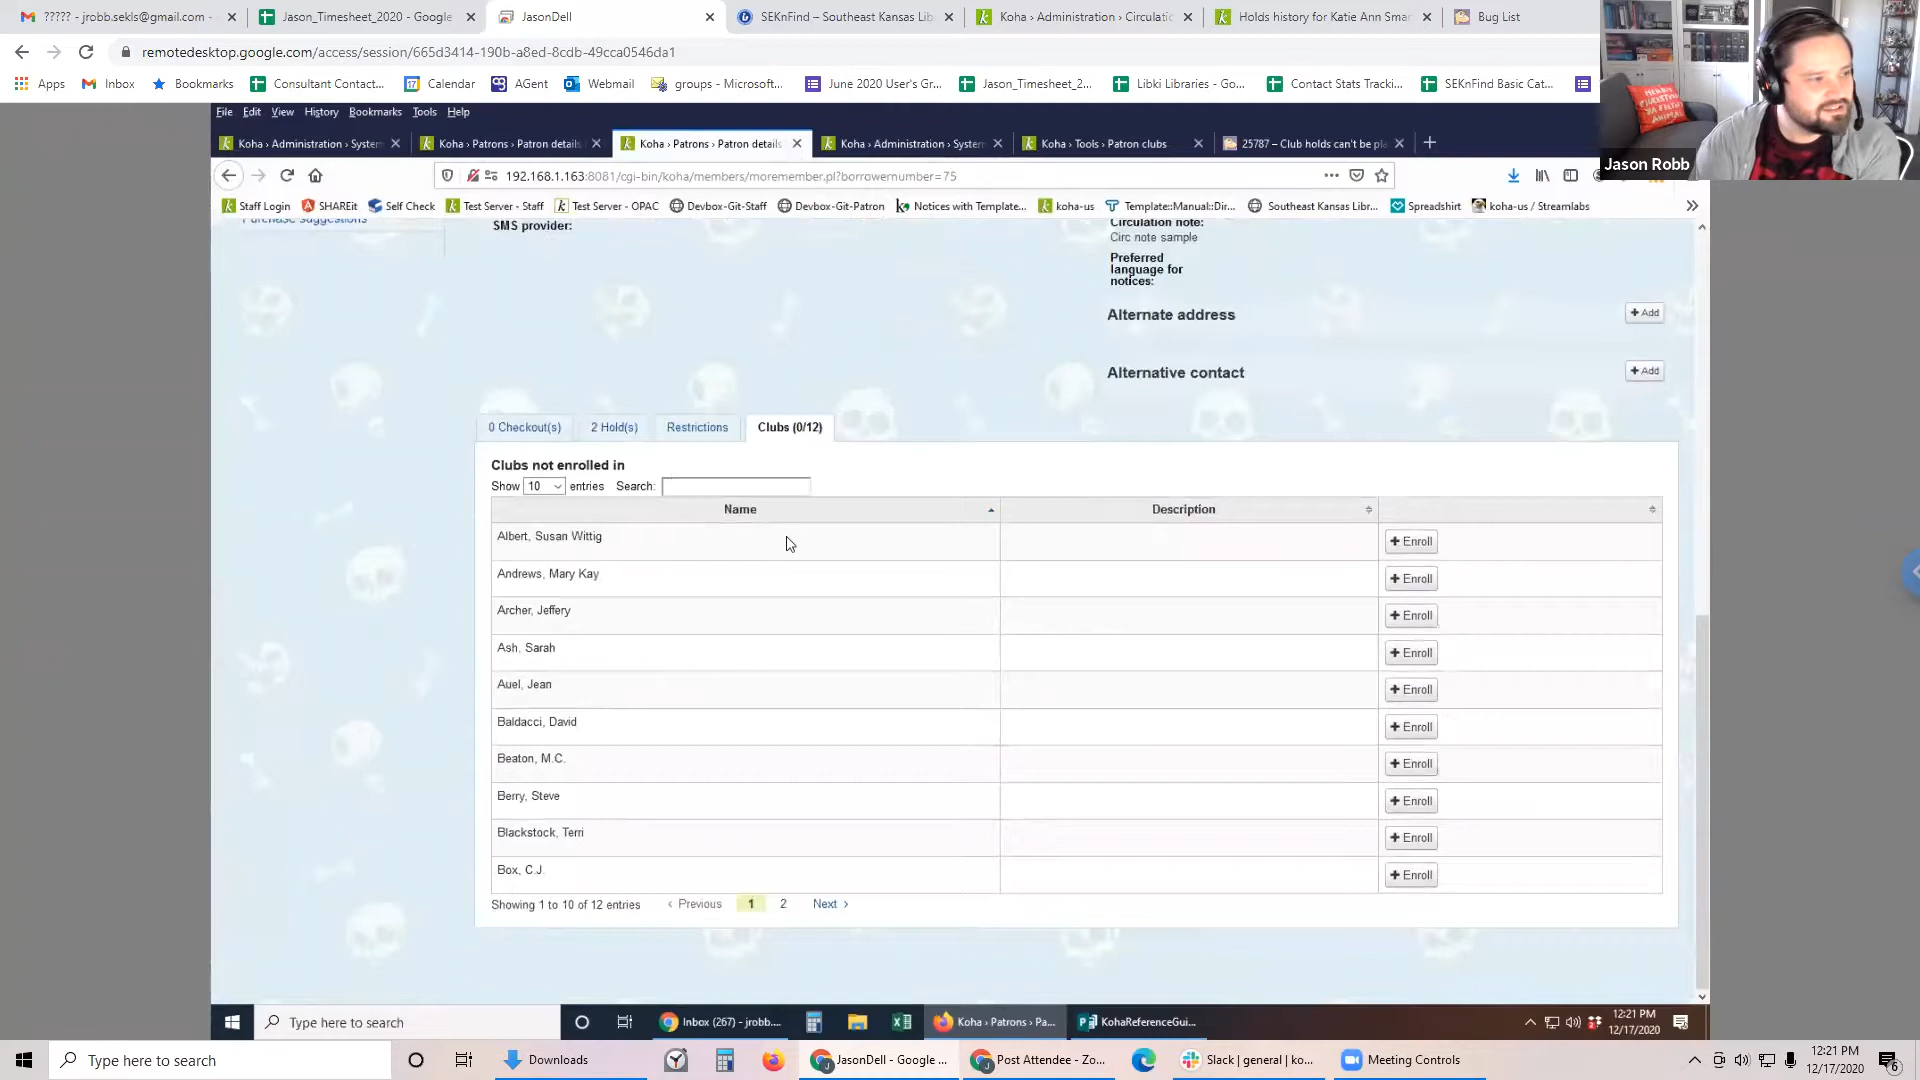 ????? - jrobb.sekls@gmail.com -
Jason_Timesheet_2020 - Google
JasonDell
SEKnFind – Southeast Kansas Lib
Koha › Administration › Circulatio
Holds history for Katie Ann Smar
Bug List
remotedesktop.google.com/access/session/665d3414-190b-a8ed-8cdb-49cca0546da1
Apps
Inbox
Bookmarks
Consultant Contact...
Calendar
AGent
Webmail
groups - Microsoft...
June 2020 User's Gr...
Jason_Timesheet_2...
Libki Libraries - Go...
Contact Stats Tracki...
SEKnFind Basic Cat...
File Edit View History Bookmarks Tools Help
Koha › Administration › System
Koha › Patrons › Patron details
Koha › Patrons › Patron details
Koha › Administration › System
Koha › Tools › Patron clubs
25787 – Club holds can't be pla
Jason Robb
192.168.1.163:8081/cgi-bin/koha/members/moremember.pl?borrowernumber=75
Staff Login
SHAREit
Self Check
Test Server - Staff
Test Server - OPAC
Devbox-Git-Staff
Devbox-Git-Patron
Notices with Template...
koha-us
Template::Manual::Dir...
Southeast Kansas Libr...
Spreadshirt
koha-us / Streamlabs
Purchase suggestions
SMS provider:
Circulation note:
Circ note sample
Preferred
language for
notices:
Alternate address
+ Add
Alternative contact
+ Add
0 Checkout(s)
2 Hold(s)
Restrictions
Clubs (0/12)
Clubs not enrolled in
Show 10 entries Search:
Name Description
Albert, Susan Wittig + Enroll
Andrews, Mary Kay + Enroll
Archer, Jeffery + Enroll
Ash, Sarah + Enroll
Auel, Jean + Enroll
Baldacci, David + Enroll
Beaton, M.C. + Enroll
Berry, Steve + Enroll
Blackstock, Terri + Enroll
Box, C.J. + Enroll
Showing 1 to 10 of 12 entries ‹ Previous 1 2 Next ›
Type here to search
Inbox (267) - jrobb....
Koha › Patrons › Pa...
KohaReferenceGui...
12:21 PM
12/17/2020
Type here to search
Downloads
JasonDell - Google ...
Post Attendee - Zo...
Slack | general | ko...
Meeting Controls
12:21 PM
12/17/2020
6